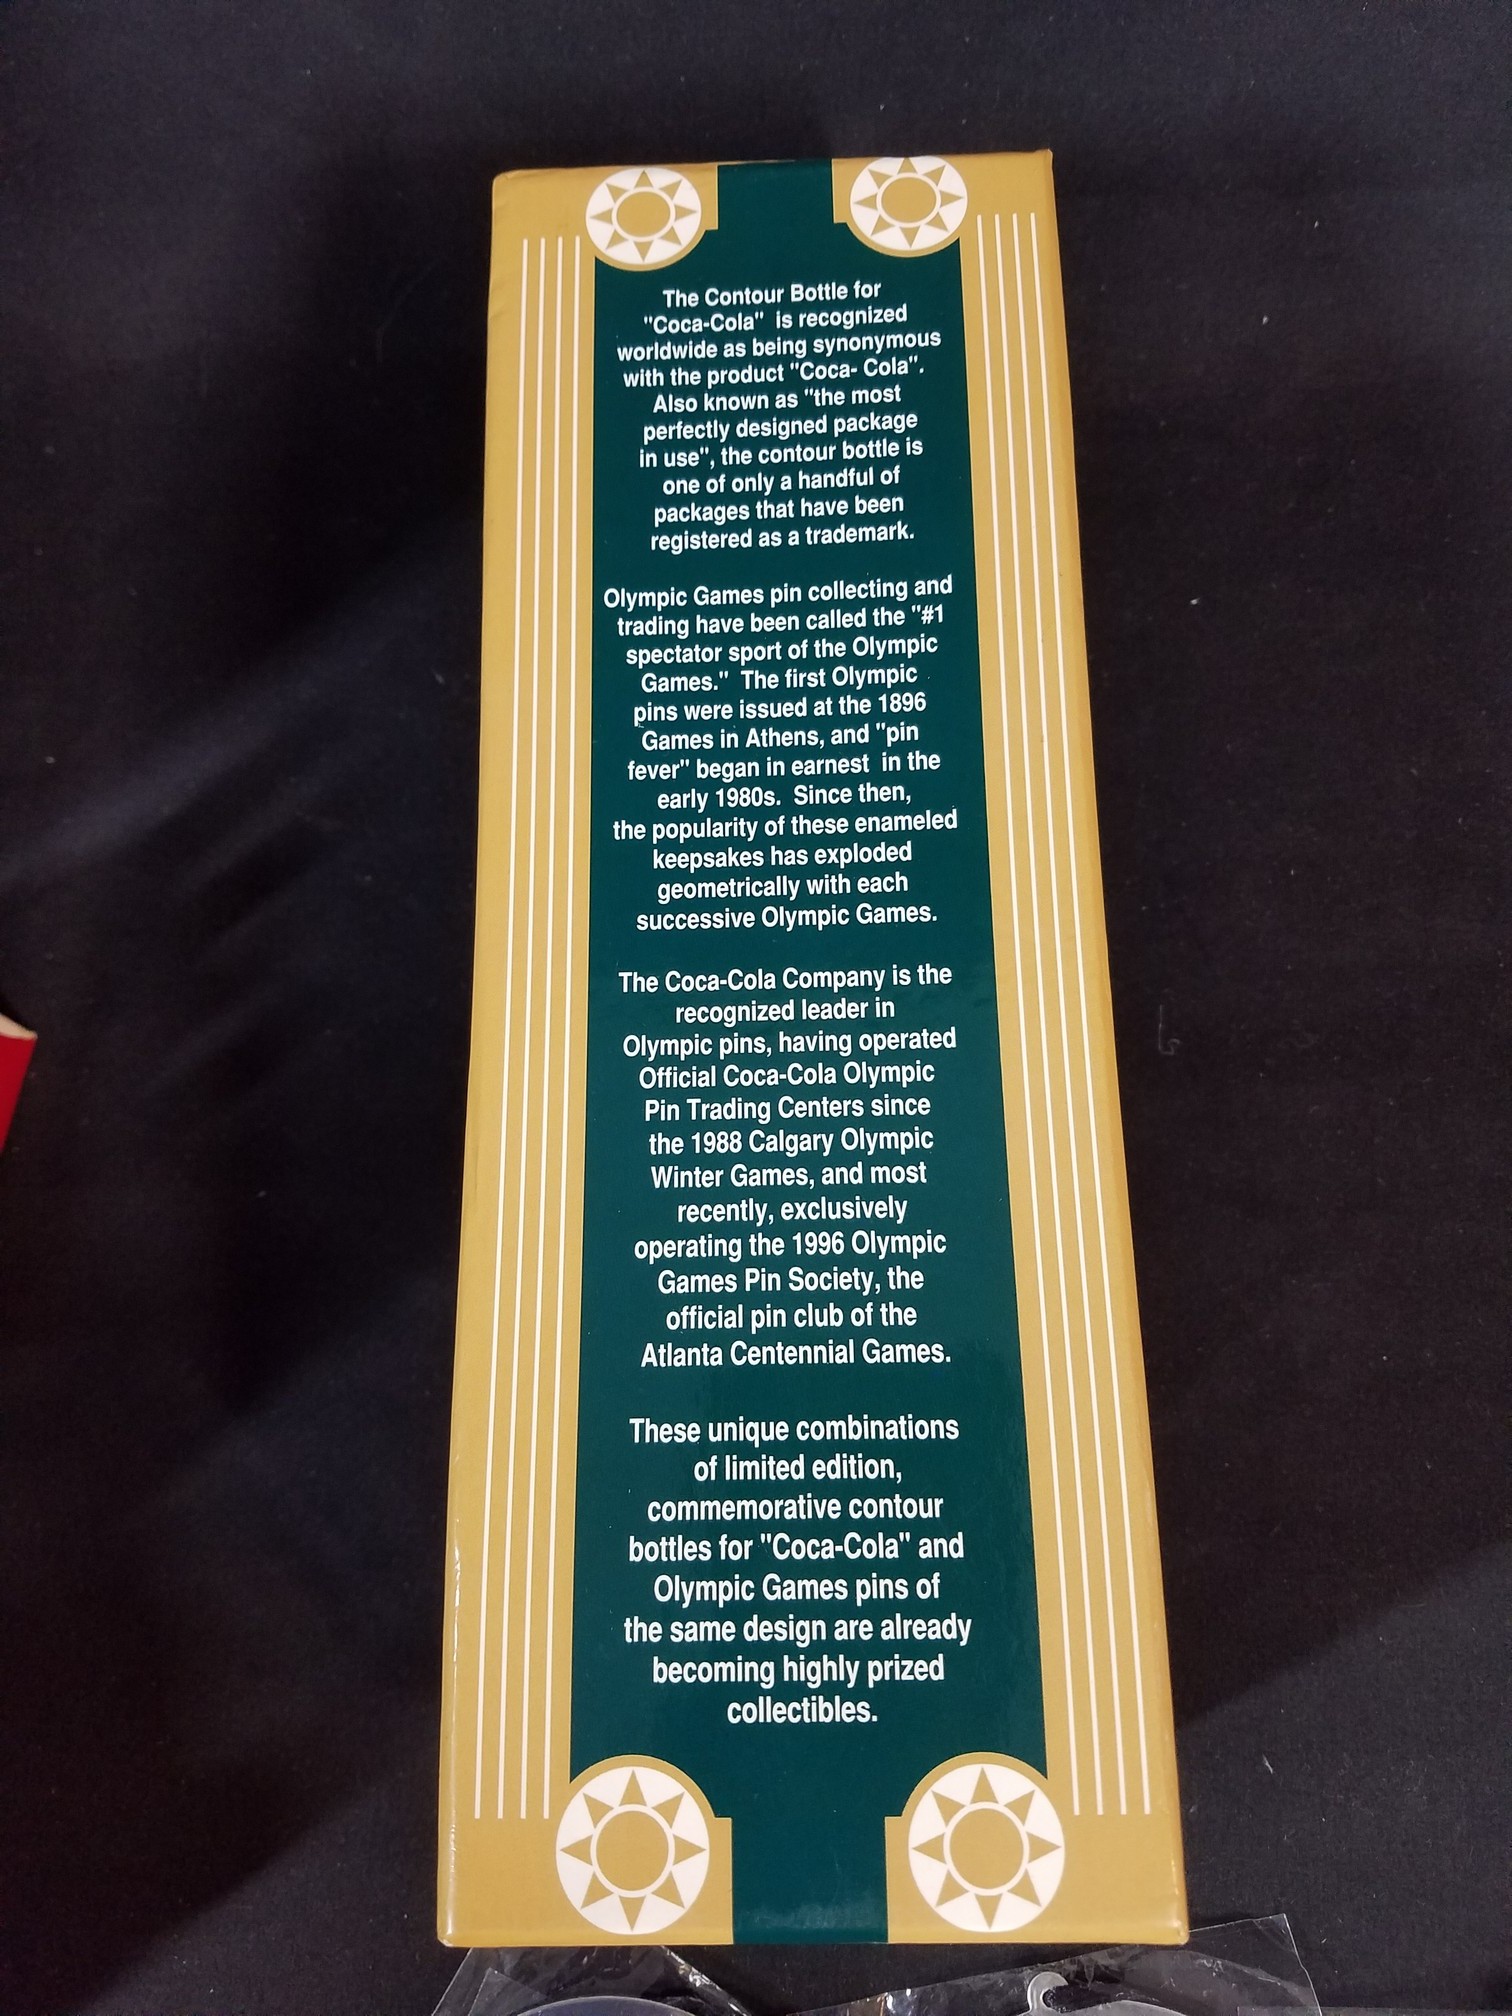 The Contour Bottle for
"Coca-Cola" is recognized
worldwide as being synonymous
with the product "Coca- Cola".
Also known as "the most
perfectly designed package
in use", the contour bottle is
one of only a handful of
packages that have been
registered as a trademark.
Olympic Games pin collecting and
trading have been called the "#1
spectator sport of the Olympic
Games." The first Olympic
pins were issued at the 1896
Games in Athens, and "pin
fever" began in earnest in the
early 1980s. Since then,
the popularity of these enameled
keepsakes has exploded
geometrically with each
successive Olympic Games.
The Coca-Cola Company is the
recognized leader in
Olympic pins, having operated
Official Coca-Cola Olympic
Pin Trading Centers since
the 1988 Calgary Olympic
Winter Games, and most
recently, exclusively
operating the 1996 Olympic
Games Pin Society, the
official pin club of the
Atlanta Centennial Games.
These unique combinations
of limited edition,
commemorative contour
bottles for "Coca-Cola" and
Olympic Games pins of
the same design are already
becoming highly prized
collectibles.